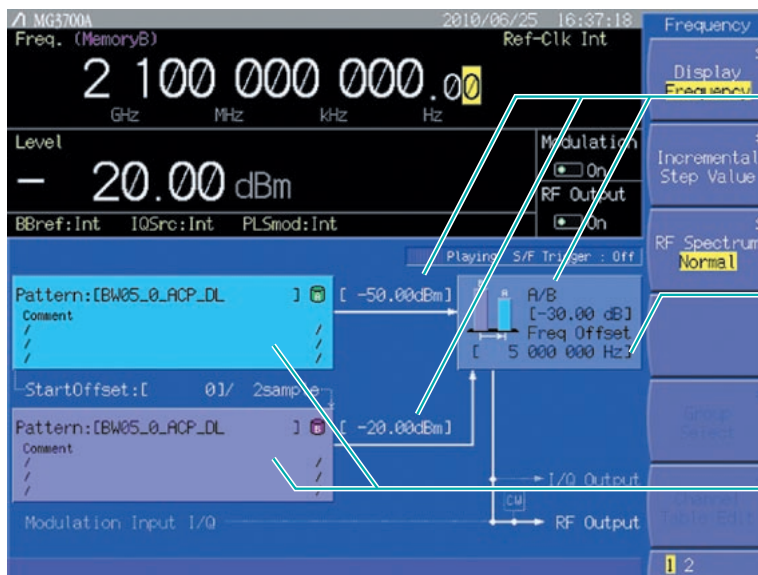 MG3700A 2010/06/25 16:37:18
Freq. (MemoryB) Ref-Clk Int
2 100 000 000.00
GHz MHz kHz Hz
Level
- 20.00 dBm
Modulation
On
RF Output
On
BBref:Int IQSrc:Int PLSmod:Int
Playing S/F Trigger : Off
Pattern:[BW05_0_ACP_DL ] A [ -50.00dBm]
Comment
/ /
/ /
/ /
B A A/B
[-30.00 dB]
Freq Offset
[ 5 000 000 Hz]
StartOffset:[ 0]/ 2sample
Pattern:[BW05_0_ACP_DL ] B [ -20.00dBm]
Comment
/ /
/ /
/ /
I/Q Output
CW
Modulation Input I/Q RF Output
Frequency
Display
Frequency
Incremental
Step Value
RF Spectrum
Normal
Group
Select
Channel
Table Edit
1 2